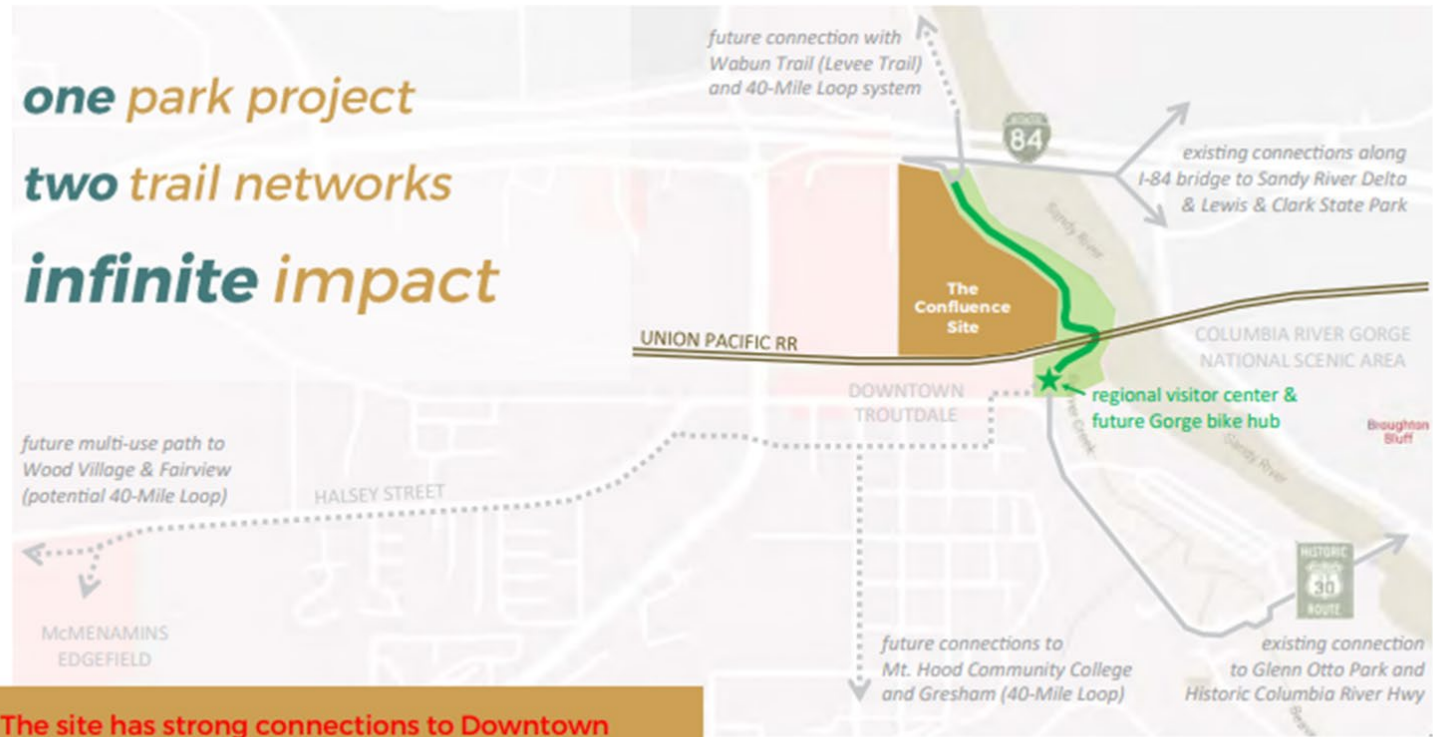 one park project
two trail networks
infinite impact
future connection with
Wabun Trail (Levee Trail)
and 40-Mile Loop system
84
existing connections along
I-84 bridge to Sandy River Delta
& Lewis & Clark State Park
Sandy River
The
Confluence
Site
UNION PACIFIC RR
COLUMBIA RIVER GORGE
NATIONAL SCENIC AREA
DOWNTOWN
TROUTDALE
regional visitor center &
future Gorge bike hub
Broughton
Bluff
Creek
Sandy River
future multi-use path to
Wood Village & Fairview
(potential 40-Mile Loop)
HALSEY STREET
HISTORIC
30
ROUTE
McMENAMINS
EDGEFIELD
future connections to
Mt. Hood Community College
and Gresham (40-Mile Loop)
existing connection
to Glenn Otto Park and
Historic Columbia River Hwy
The site has strong connections to Downtown